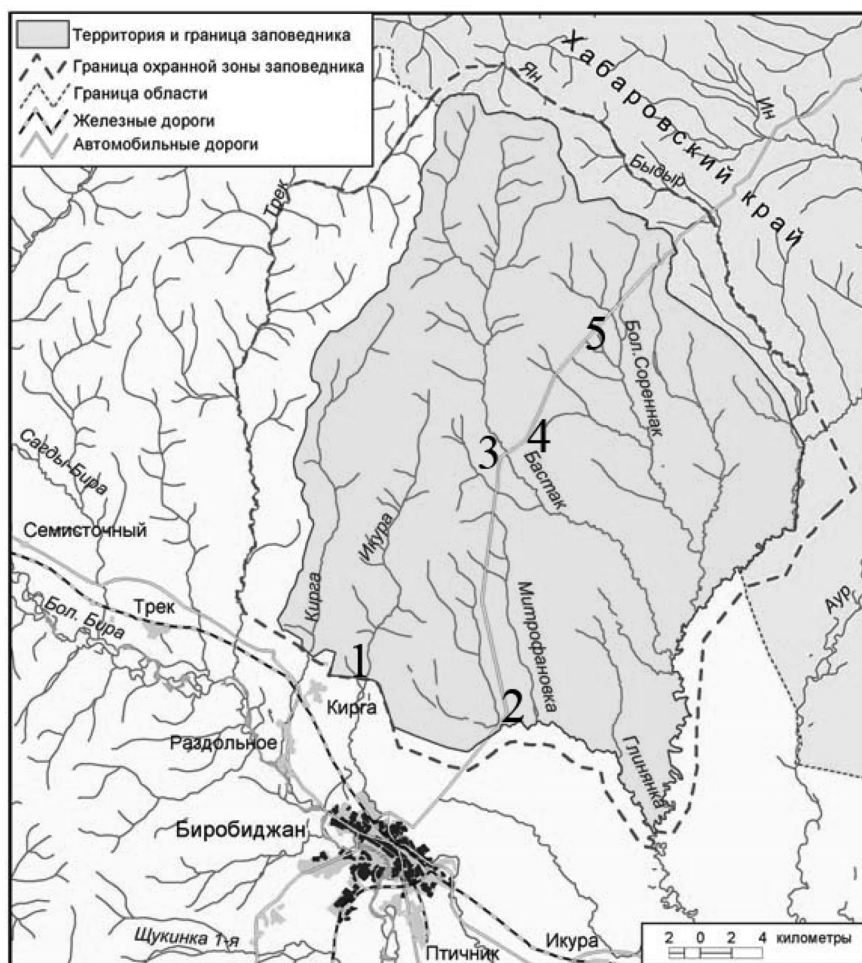 Территория и граница заповедника
Граница охранной зоны заповедника
Граница области
Железные дороги
Автомобильные дороги
Хабаровский край
Ян
Ин
Быдыр
Трек
5
Бол.Сореннак
3
4
Бастак
Сагды-Бира
Семисточный
Икура
Кирга
Бол. Бира
Трек
Митрофановка
Аур
1
2
Кирга
Раздольное
Глинянка
Биробиджан
Щукинка 1-я
Птичник
Икура
2 0 2 4 километры